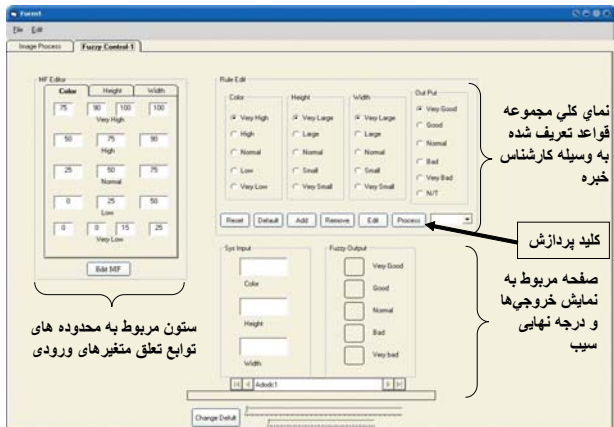 Form1
File Edit
Image Process Fuzzy Control 1
MF Editor
Color Height Width
75 90 100 100
Very High
50 75 90
High
25 50 75
Normal
0 25 50
Low
0 0 15 25
Very Low
Edit MF
Rule Edit
Color
Very High
High
Normal
Low
Very Low
Height
Very Large
Large
Normal
Small
Very Small
Width
Very Large
Large
Normal
Small
Very Small
Out Put
Very Good
Good
Normal
Bad
Very Bad
N/T
Reset Default Add Remove Edit Process
Sys Input
Color
Height
Width
Fuzzy Output
Very Good
Good
Normal
Bad
Very bad
Adodc1
Change Defult
نمای کلي مجموعه
قواعد تعریف شده
به وسیله کارشناس
خبره
کلید پردازش
صفحه مربوط به
نمایش خروجي‌ها
و درجه نهایی
سیب
ستون مربوط به محدوده های
توابع تعلق متغیرهای ورودی